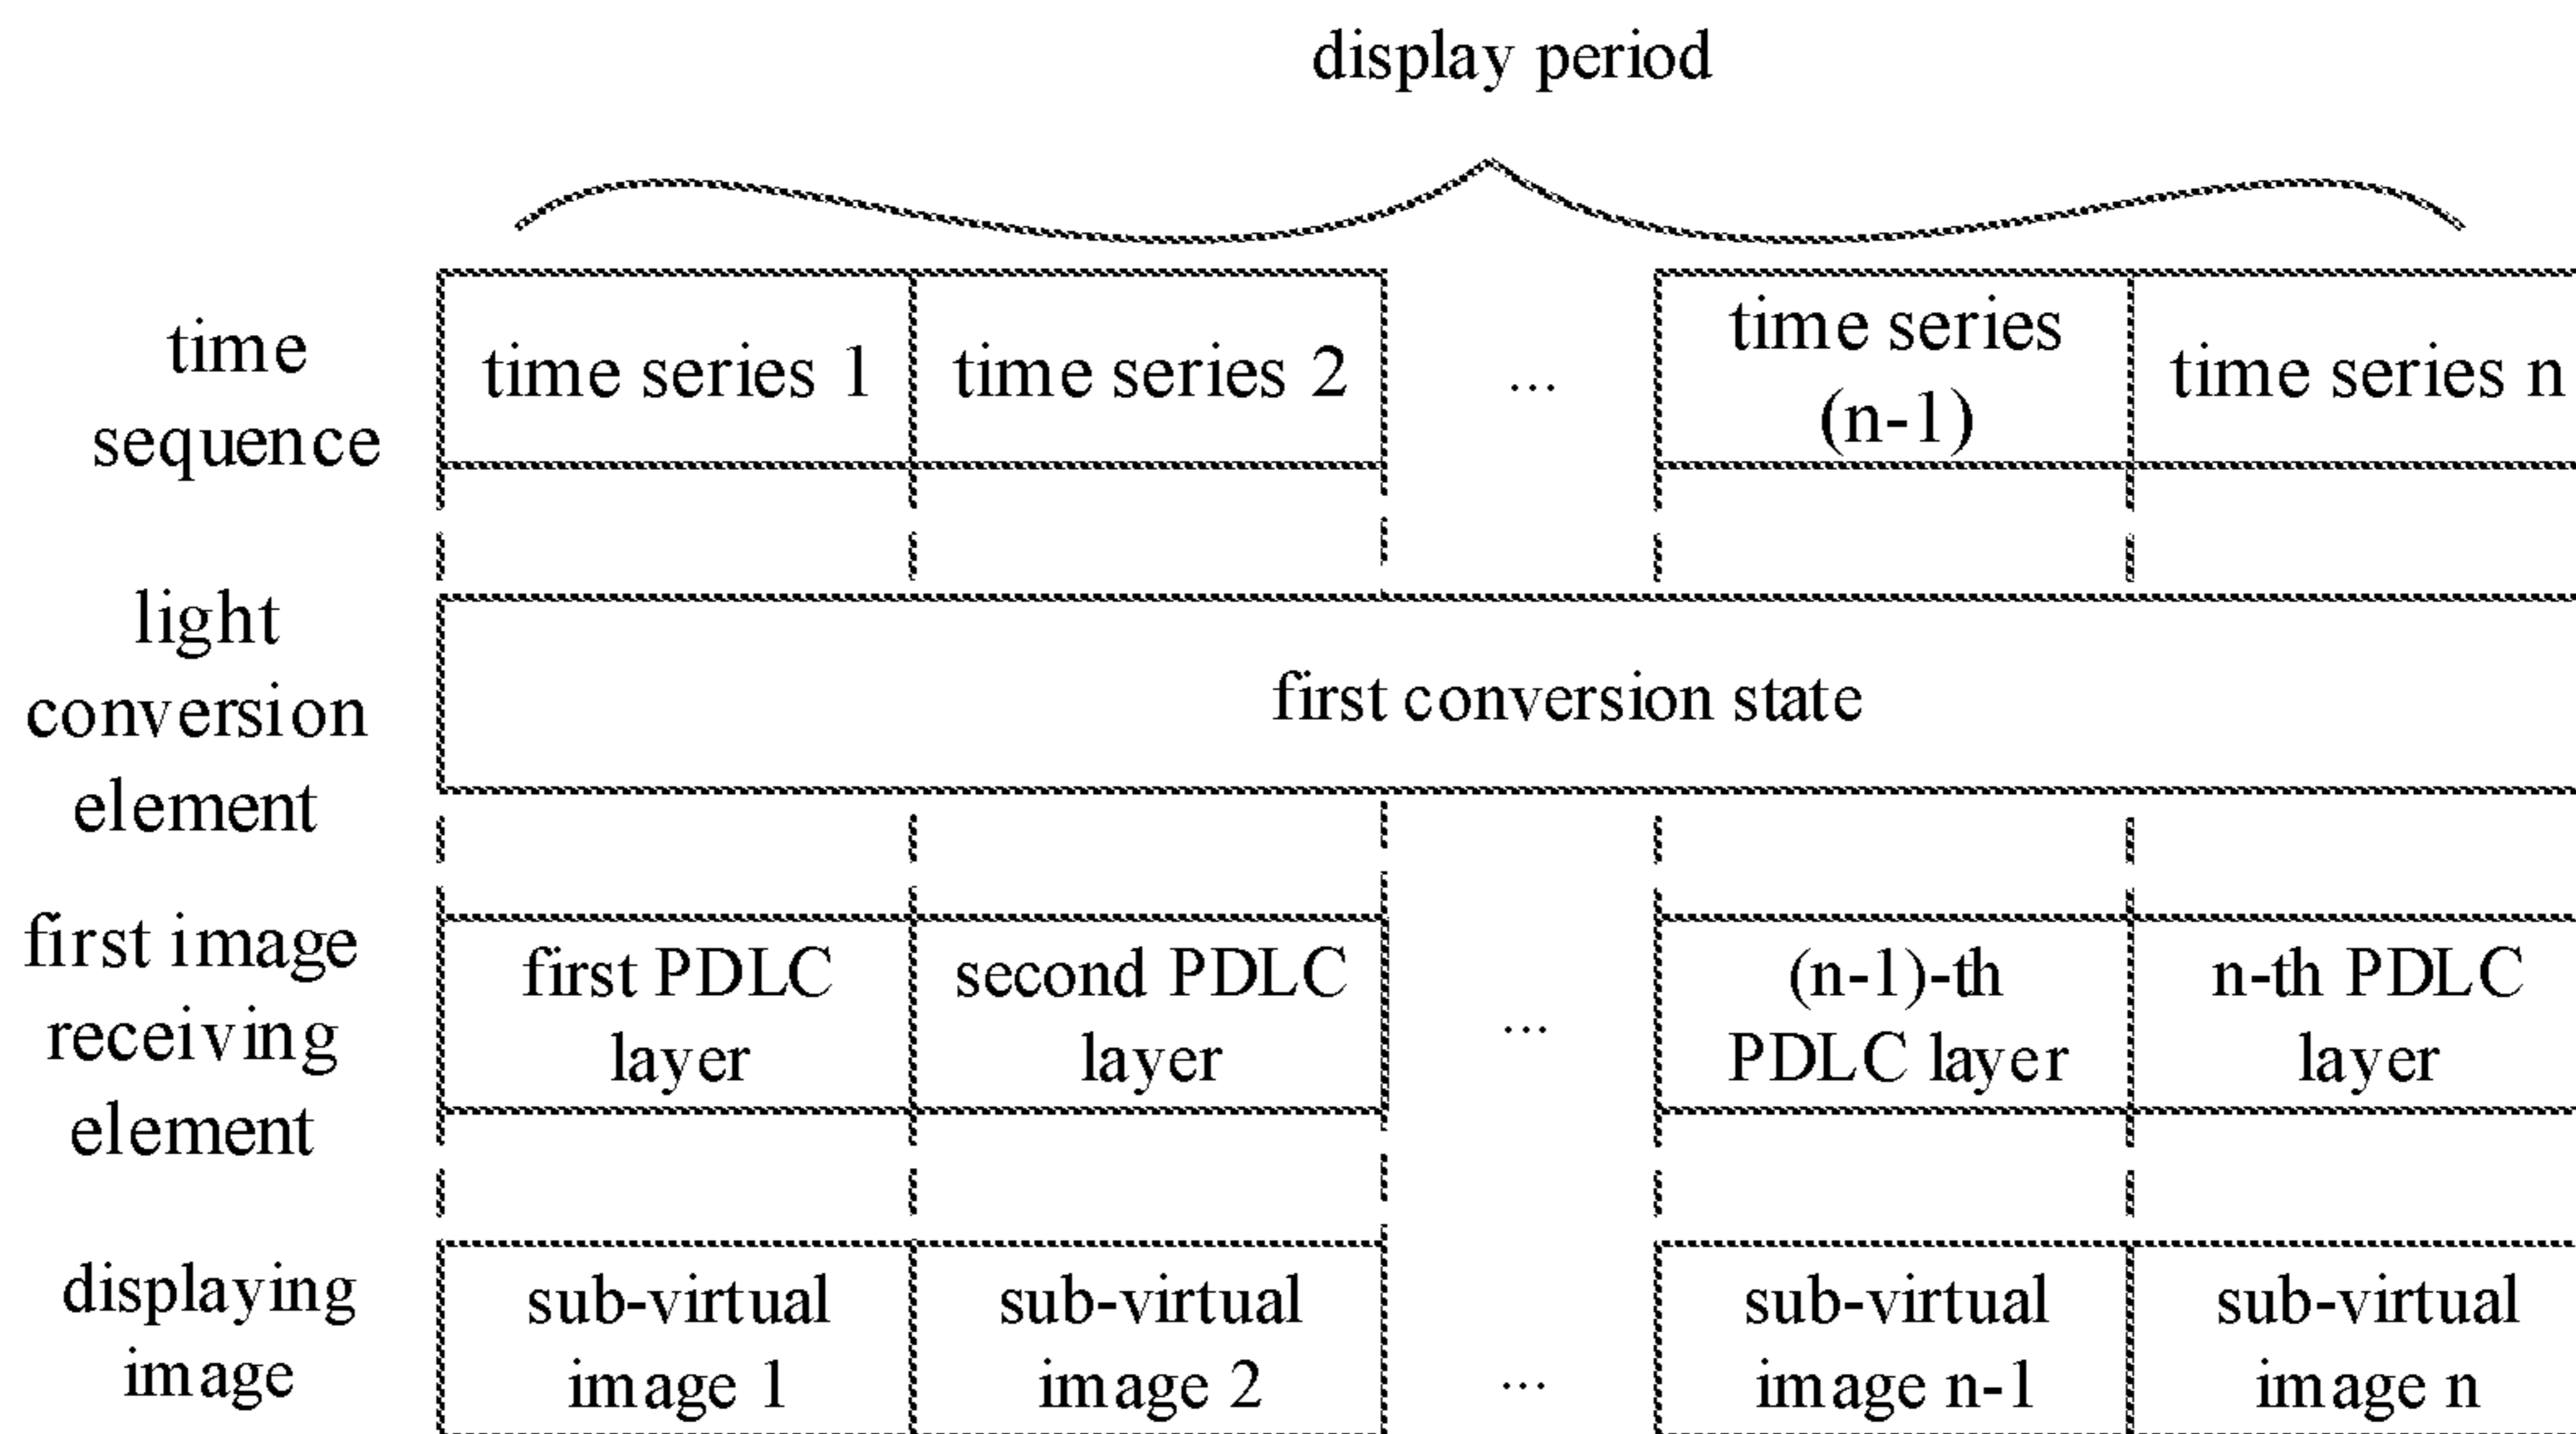 display period
time
sequence
time series 1
time series 2
...
time series
(n-1)
time series n
light
conversion
element
first conversion state
first image
receiving
element
first PDLC
layer
second PDLC
layer
...
(n-1)-th
PDLC layer
n-th PDLC
layer
displaying
image
sub-virtual
image 1
sub-virtual
image 2
...
sub-virtual
image n-1
sub-virtual
image n